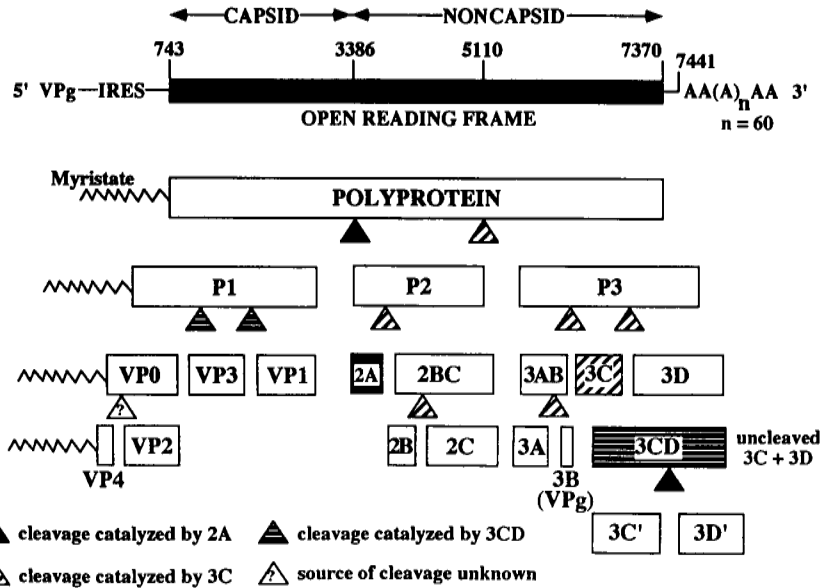 CAPSID NONCAPSID
743 3386 5110 7370 7441
5' VPg IRES AA(A)nAA 3'
OPEN READING FRAME n = 60
Myristate
POLYPROTEIN
P1 P2 P3
VP0 VP3 VP1 2A 2BC 3AB 3C 3D
?
VP2 2B 2C 3A 3CD uncleaved
3C + 3D
VP4 3B
(VPg)
3C' 3D'
cleavage catalyzed by 2A cleavage catalyzed by 3CD
cleavage catalyzed by 3C ? source of cleavage unknown